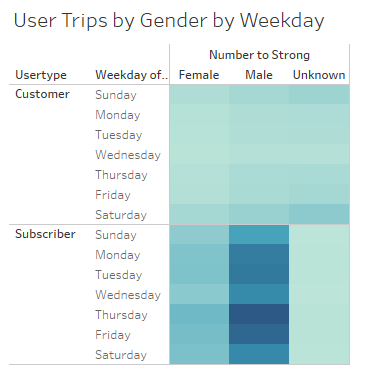 User Trips by Gender by Weekday
Number to Strong
Usertype Weekday of.. Female Male Unknown
Customer Sunday
Monday
Tuesday
Wednesday
Thursday
Friday
Saturday
Subscriber Sunday
Monday
Tuesday
Wednesday
Thursday
Friday
Saturday